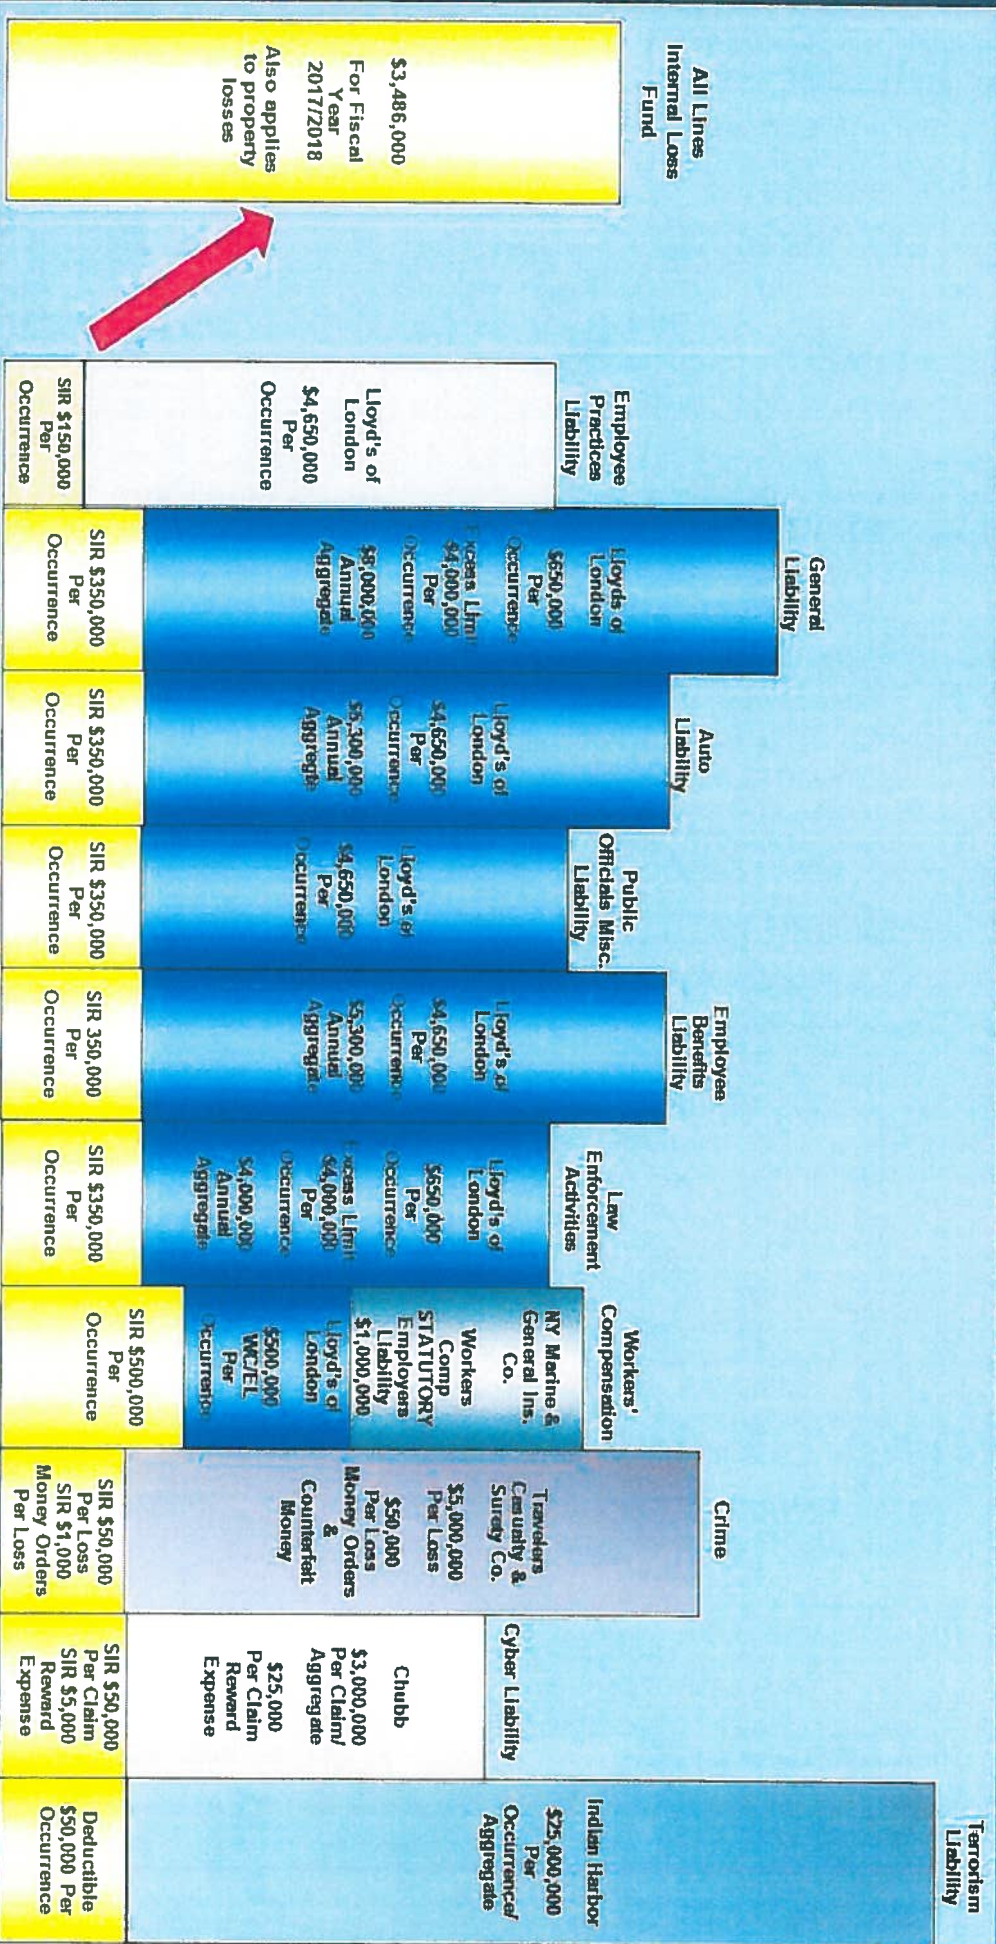 All Lines
Internal Loss
Fund
$3,486,000
For Fiscal
Year
2017/2018
Also applies
to property
losses
Employee
Practices
Liability
Lloyd's of
London
$4,650,000
Per
Occurrence
SIR $150,000
Per
Occurrence
General
Liability
Lloyds of
London
$650,000
Per
Occurrence
Excess Limit
$4,000,000
Per
Occurrence
$8,000,000
Annual
Aggregate
SIR $350,000
Per
Occurrence
Auto
Liability
Lloyd's of
London
$4,650,000
Per
Occurrence
$5,300,000
Annual
Aggregate
SIR $350,000
Per
Occurrence
Public
Officials Misc.
Liability
Lloyd's of
London
$4,650,000
Per
Occurrence
SIR $350,000
Per
Occurrence
Employee
Benefits
Liability
Lloyd's of
London
$4,650,000
Per
Occurrence
$5,300,000
Annual
Aggregate
SIR 350,000
Per
Occurrence
Law
Enforcement
Activities
Lloyd's of
London
$650,000
Per
Occurrence
Excess Limit
$4,000,000
Per
Occurrence
$4,000,000
Annual
Aggregate
SIR $350,000
Per
Occurrence
Workers'
Compensation
NY Marine &
General Ins.
Co.
Workers
Comp
STATUTORY
Employers
Liability
$1,000,000
Lloyd's of
London
$500,000
WC/EL
Per
Occurrence
SIR $500,000
Per
Occurrence
Crime
Travelers
Casualty &
Surety Co.
$5,000,000
Per Loss
$50,000
Per Loss
Money Orders
&
Counterfeit
Money
SIR $50,000
Per Loss
SIR $1,000
Money Orders
Per Loss
Cyber Liability
Chubb
$3,000,000
Per Claim/
Aggregate
$25,000
Per Claim
Reward
Expense
SIR $50,000
Per Claim
SIR $5,000
Reward
Expense
Terrorism
Liability
Indian Harbor
$25,000,000
Per
Occurrence/
Aggregate
Deductible
$50,000 Per
Occurrence